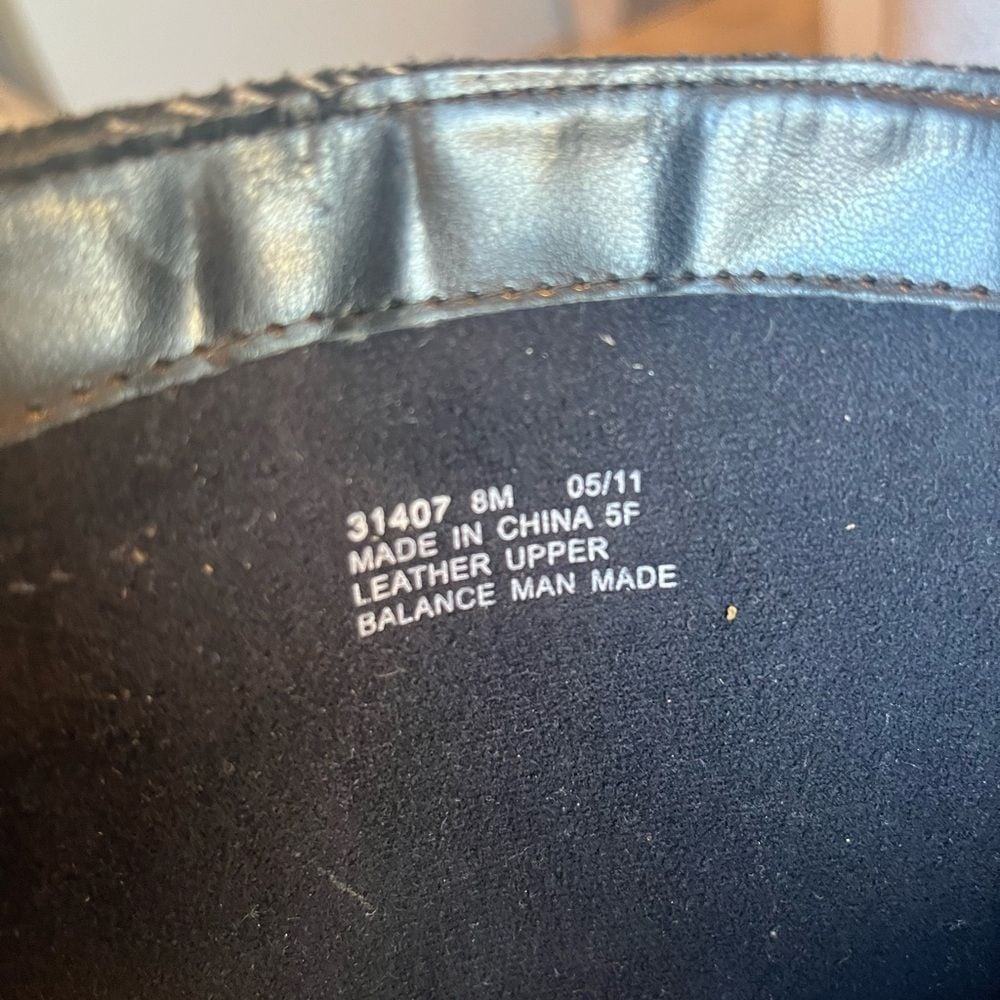 31407 8M 05/11
MADE IN CHINA 5F
LEATHER UPPER
BALANCE MAN MADE